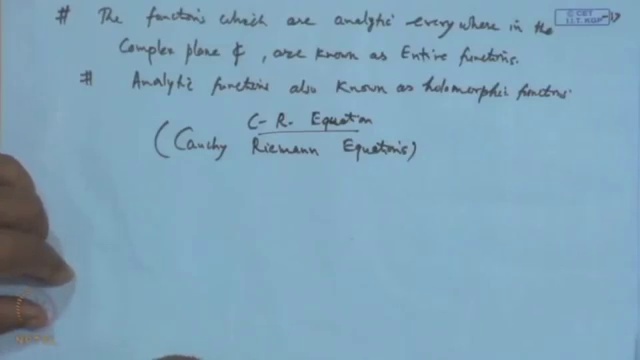 # The functions which are analytic everywhere in the
Complex plane ₵, are known as Entire functions.
# Analytic functions also known as holomorphic functions.
C-R. Equation
(Cauchy Riemann Equations)
© CET
I.I.T. KGP
NPTEL